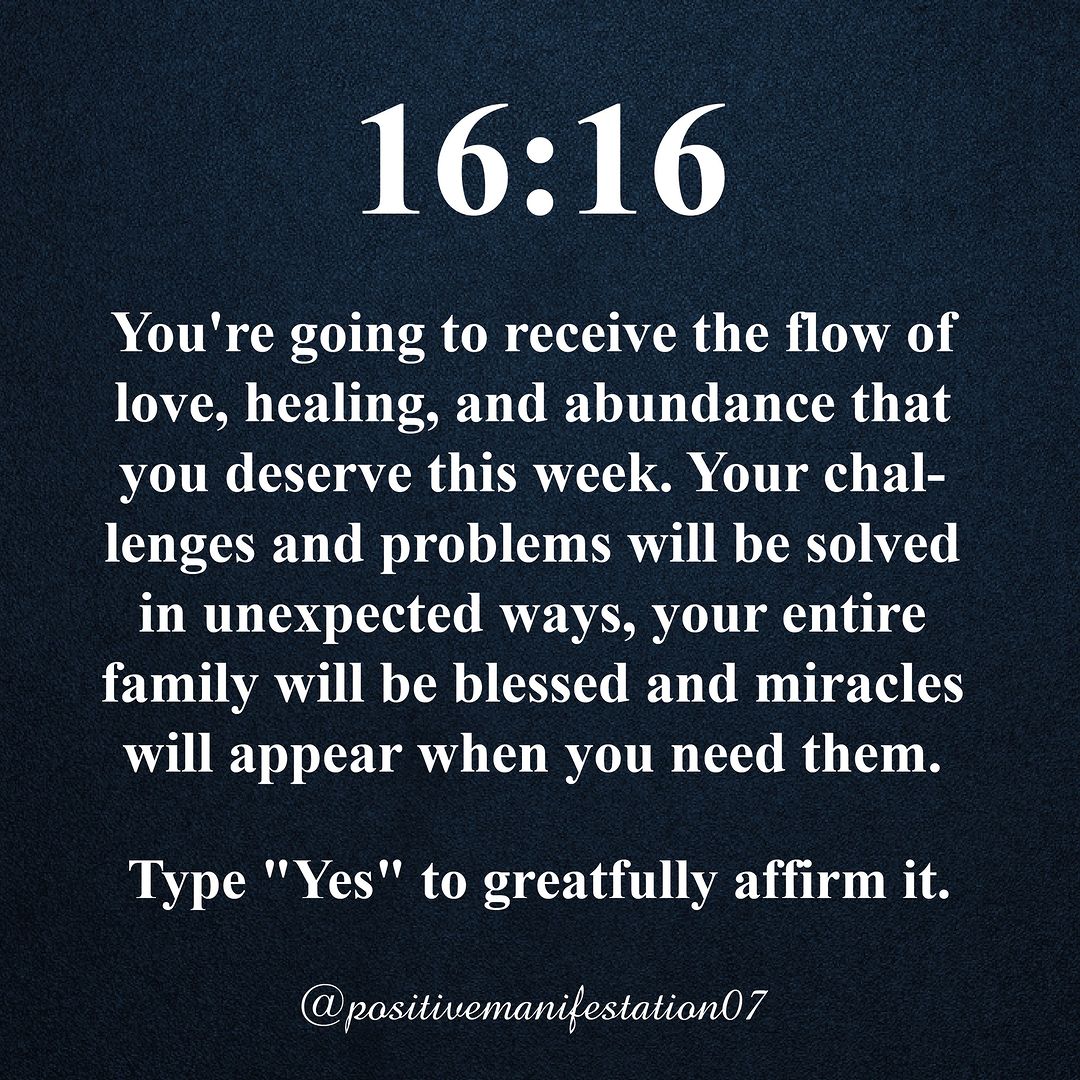 16:16
You're going to receive the flow of
love, healing, and abundance that
you deserve this week. Your chal-
lenges and problems will be solved
in unexpected ways, your entire
family will be blessed and miracles
will appear when you need them.
Type "Yes" to greatfully affirm it.
@positivemanifestation07